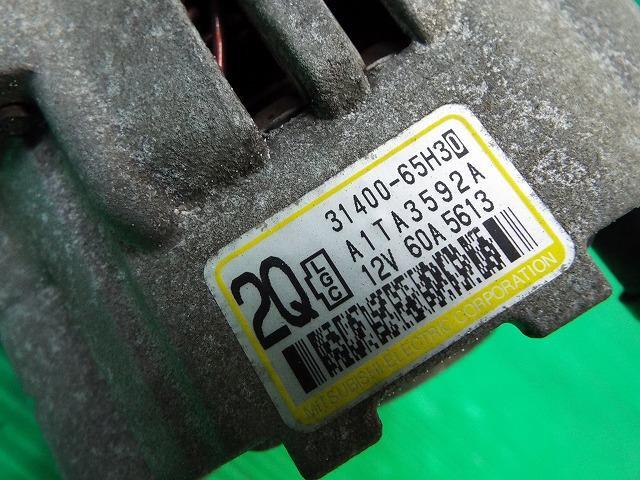 31400-65H30
A1TA3592A
2Q LGC 12V 60A 5613
MITSUBISHI ELECTRIC CORPORATION